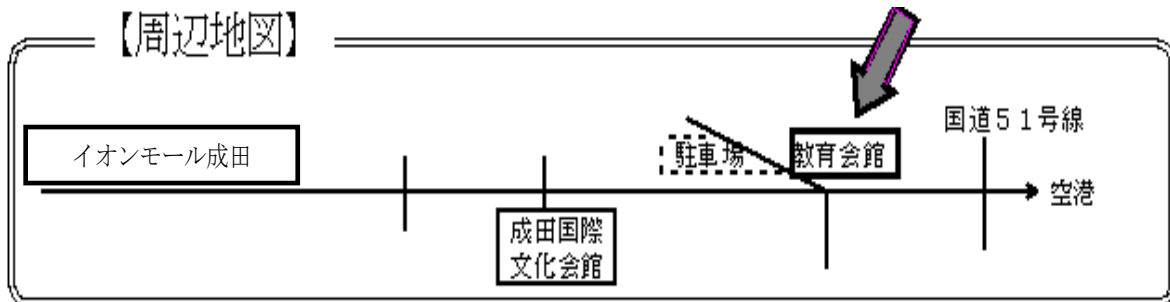 【周辺地図】
国道51号線
イオンモール成田
駐車場
教育会館
空港
成田国際
文化会館